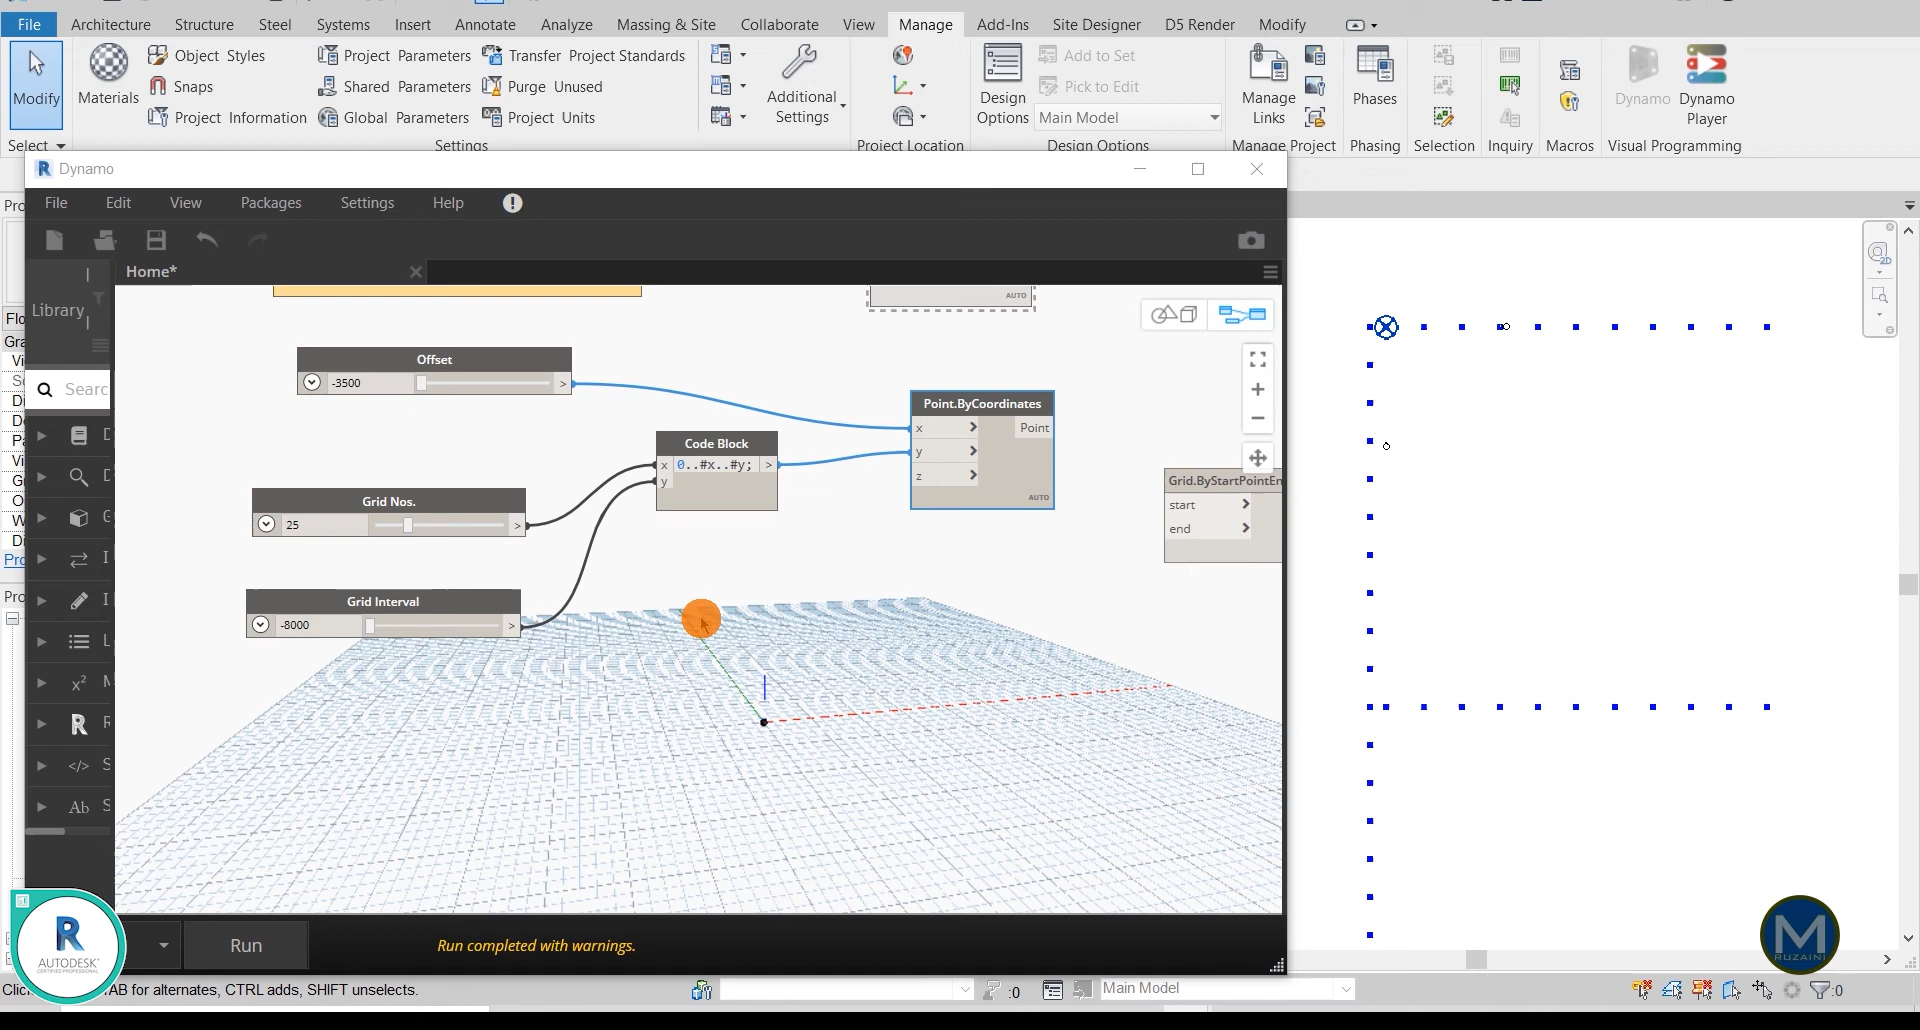 File Architecture Structure Steel Systems Insert Annotate Analyze Massing & Site Collaborate View Manage Add-Ins Site Designer D5 Render Modify
Modify
Materials
Object Styles
Snaps
Project Information
Project Parameters
Shared Parameters
Global Parameters
Transfer Project Standards
Purge Unused
Project Units
Additional
Settings
Design
Options
Add to Set
Pick to Edit
Main Model
Manage
Links
Phases
Dynamo
Dynamo
Player
Select
Settings
Project Location
Design Options
Manage Project
Phasing
Selection
Inquiry
Macros
Visual Programming
R Dynamo
File Edit View Packages Settings Help
Home*
Library
Searc
AUTO
Offset
-3500 >
Point.ByCoordinates
x > Point
y >
z >
AUTO
Code Block
x 0..#x..#y; >
y
Grid Nos.
25 >
Grid Interval
-8000 >
start >
end >
2D
Run
Run completed with warnings.
R
AUTODESK
CERTIFIED PROFESSIONAL
M
RUZAINI
TAB for alternates, CTRL adds, SHIFT unselects.
:0
Main Model
:0